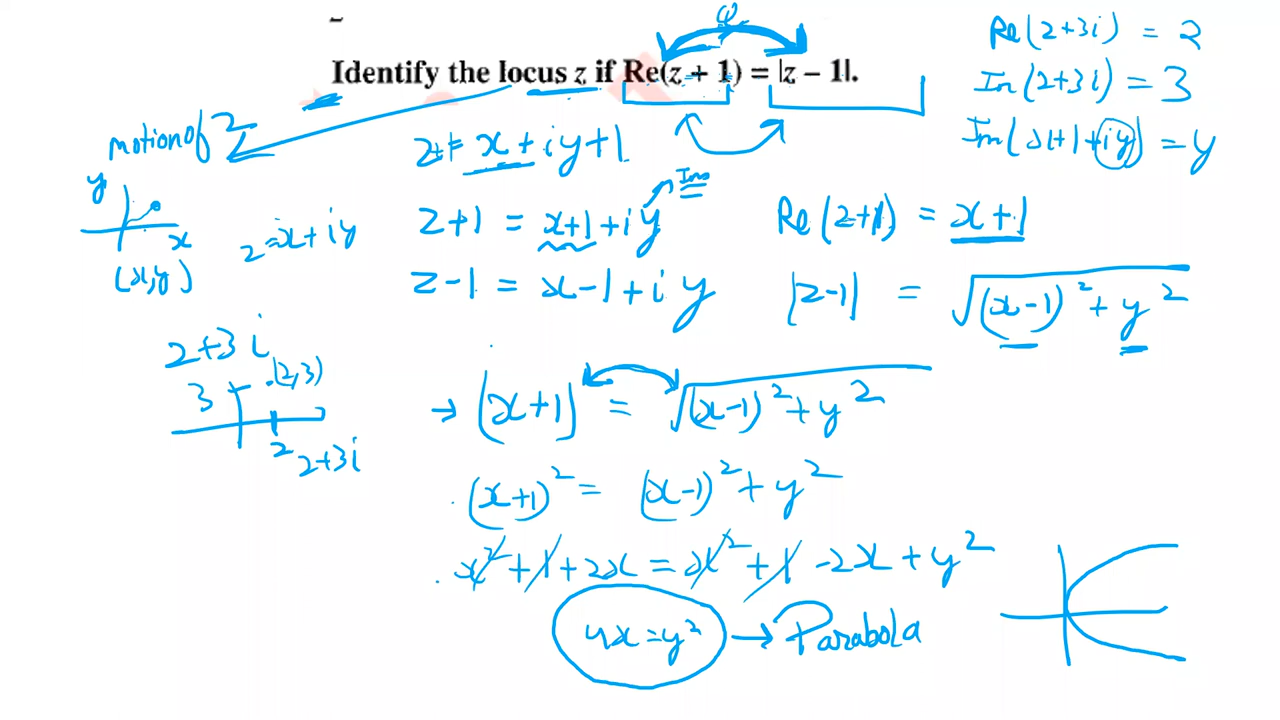 Identify the locus z if Re(z + 1) = |z – 1|.
Re(2+3i) = 2
Im(2+3i) = 3
Im(x+1+iy) = y
motion of z
y
x
(x,y)
z=x+iy
z+= x+iy+1
z+1 = x+1+iy
Re(z+1) = x+1
z-1 = x-1+iy
|z-1| = √(x-1)²+y²
2+3i
3
(2,3)
2
2+3i
→ (x+1) = √(x-1)²+y²
(x+1)² = (x-1)²+y²
x²+1+2x = x²+1-2x+y²
4x=y² → Parabola